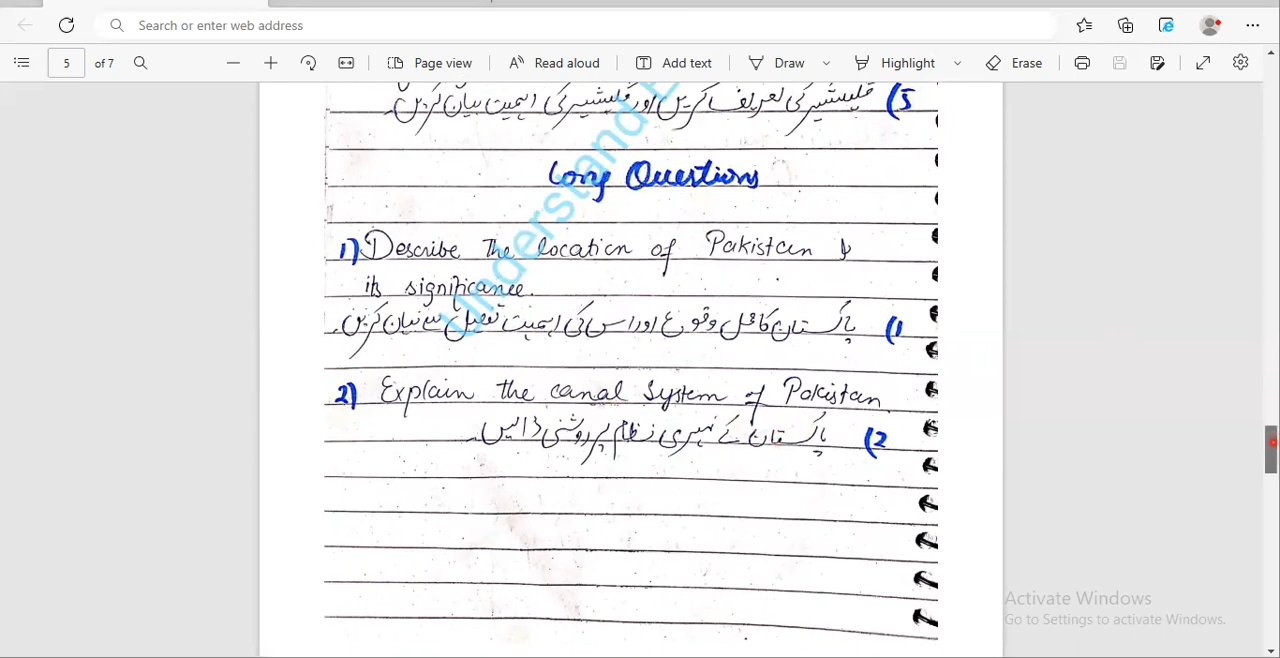 Search or enter web address
5 of 7
Page view
Read aloud
Add text
Draw
Highlight
Erase
گلیشیر کی تعریف کریں اور گلیشیر کی اہمیت بیان کریں۔ (5
Long Questions
1) Describe the location of Pakistan &
its significance.
پاکستان کا محل وقوع اور اس کی اہمیت تفصیل سے بیان کریں۔ (1
2) Explain the canal system of Pakistan.
پاکستان کے نہری نظام پر روشنی ڈالیں۔ (2
Understand E
Activate Windows
Go to Settings to activate Windows.